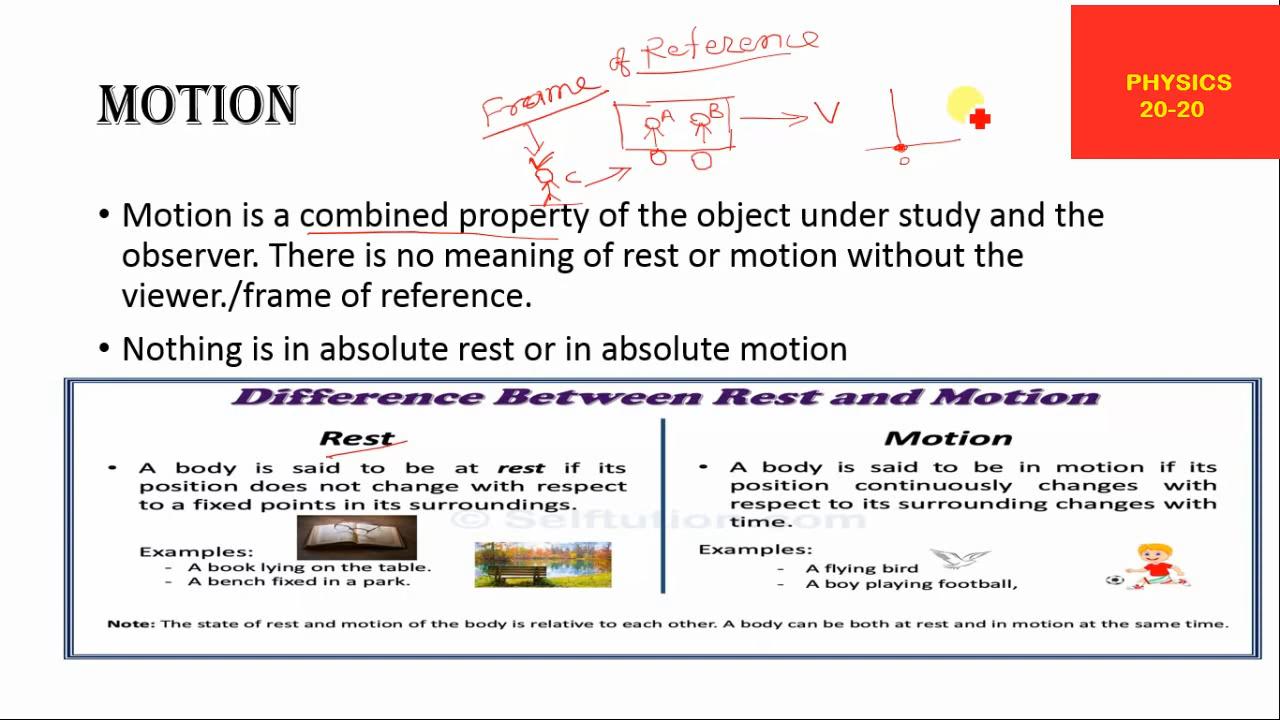 Frame of Reference
PHYSICS
20-20
MOTION
A B
V
C
O
• Motion is a combined property of the object under study and the
observer. There is no meaning of rest or motion without the
viewer./frame of reference.
• Nothing is in absolute rest or in absolute motion
Difference Between Rest and Motion
Rest
• A body is said to be at rest if its
position does not change with respect
to a fixed points in its surroundings.
Examples:
- A book lying on the table.
- A bench fixed in a park.
Motion
• A body is said to be in motion if its
position continuously changes with
respect to its surrounding changes with
time.
Examples:
- A flying bird
- A boy playing football,
© Selftution.com
Note: The state of rest and motion of the body is relative to each other. A body can be both at rest and in motion at the same time.